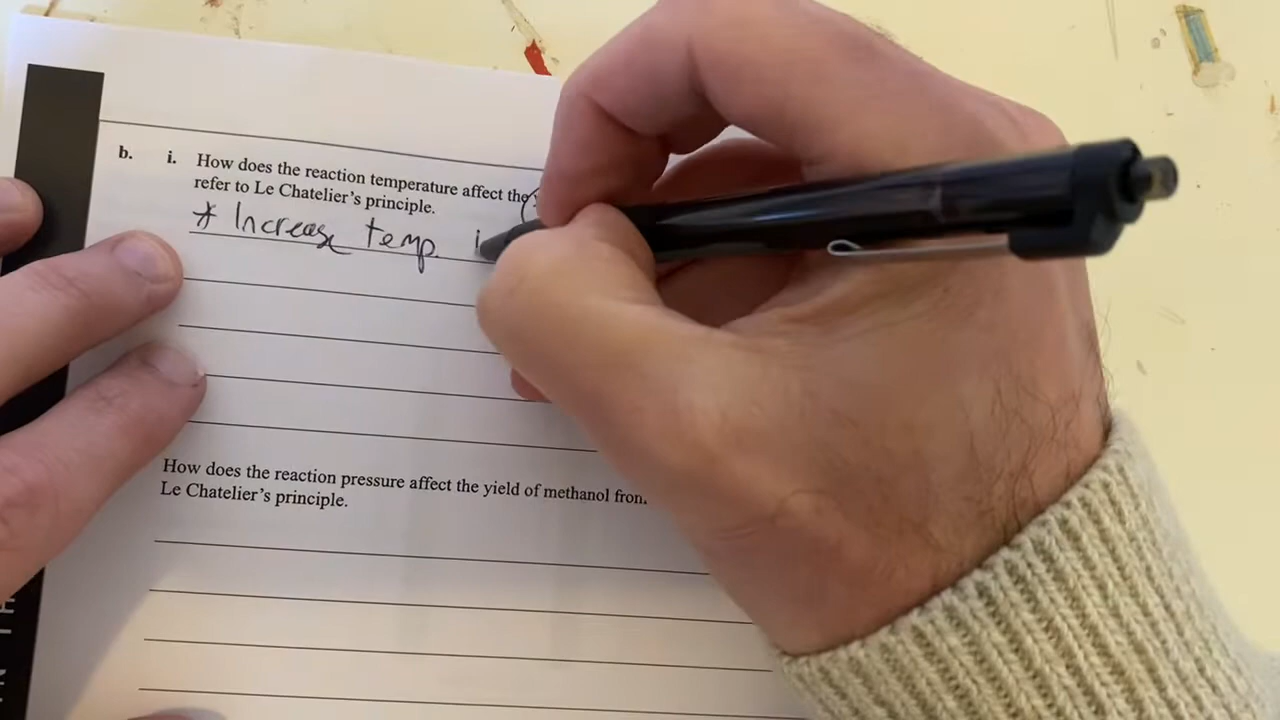 b. i. How does the reaction temperature affect the
refer to Le Chatelier's principle.
* Increase temp. i
How does the reaction pressure affect the yield of methanol from
Le Chatelier's principle.